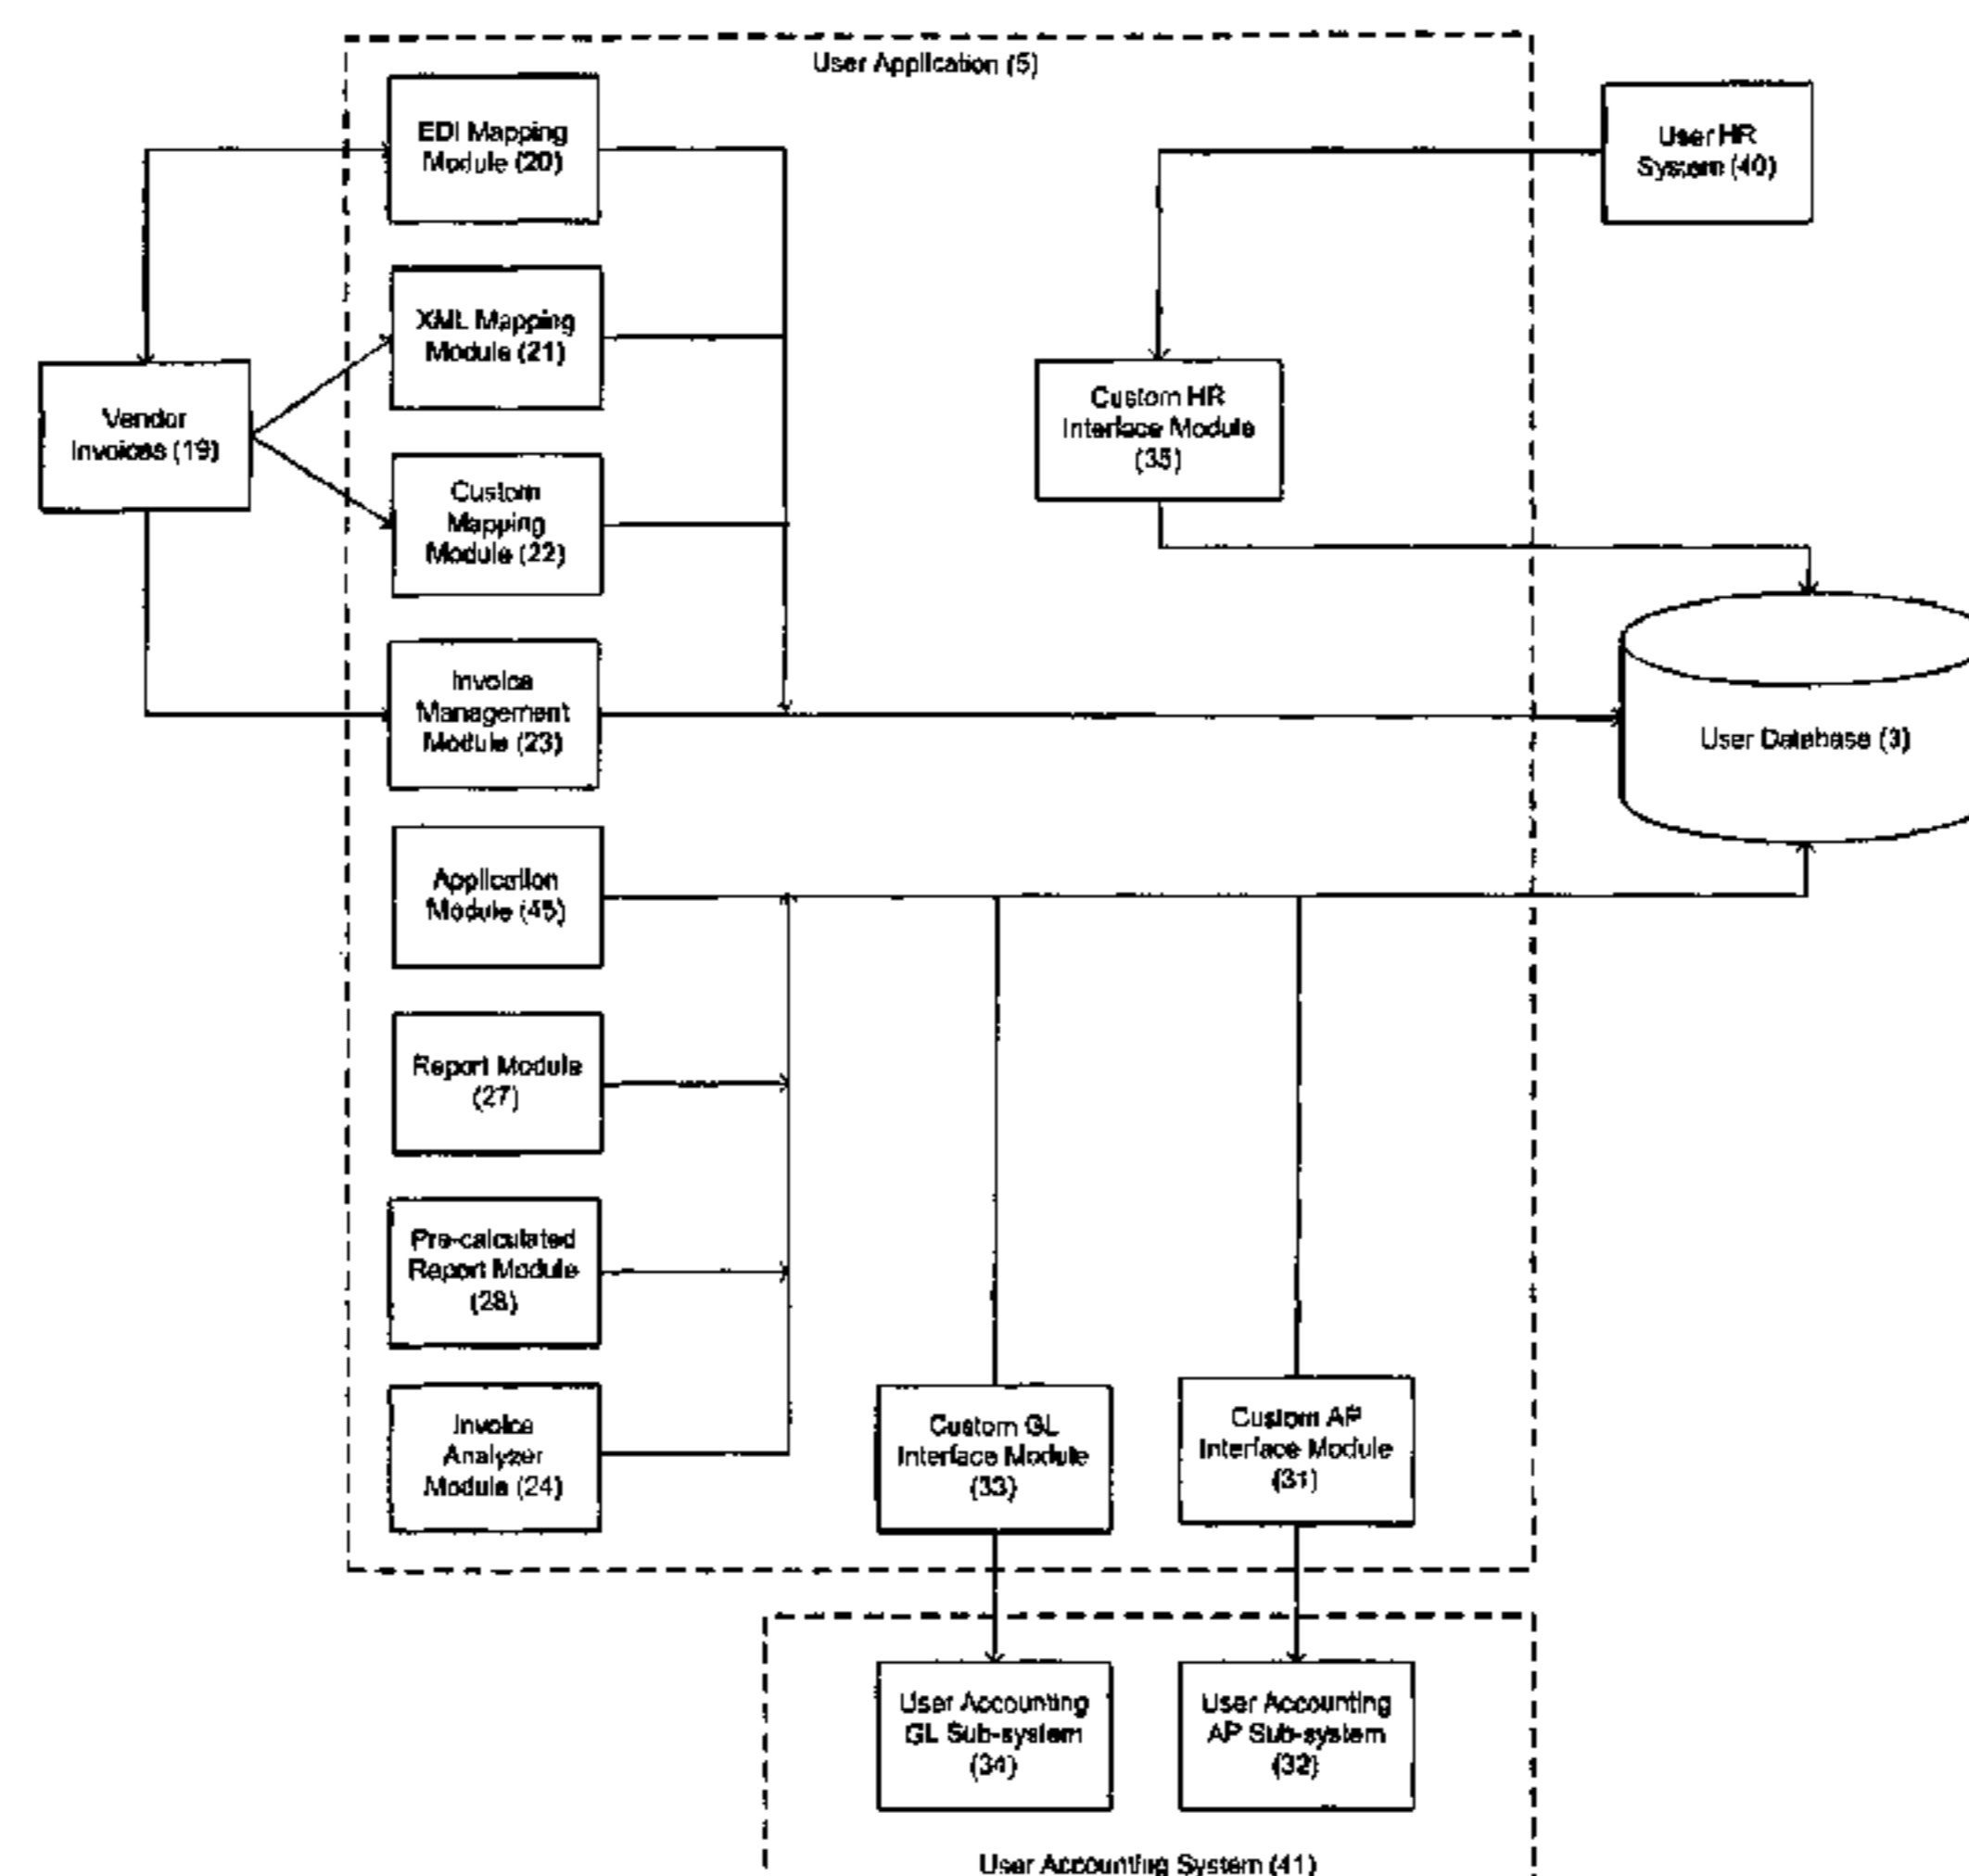 User Application (5)
EDI Mapping
Module (20)
User HR
System (40)
XML Mapping
Module (21)
Vendor
Invoices (19)
Custom HR
Interface Module
(35)
Custom
Mapping
Module (22)
Invoice
Management
Module (23)
User Database (3)
Application
Module (45)
Report Module
(27)
Pre-calculated
Report Module
(28)
Invoice
Analyzer
Module (24)
Custom GL
Interface Module
(33)
Custom AP
Interface Module
(31)
User Accounting
GL Sub-system
(34)
User Accounting
AP Sub-system
(32)
User Accounting System (41)